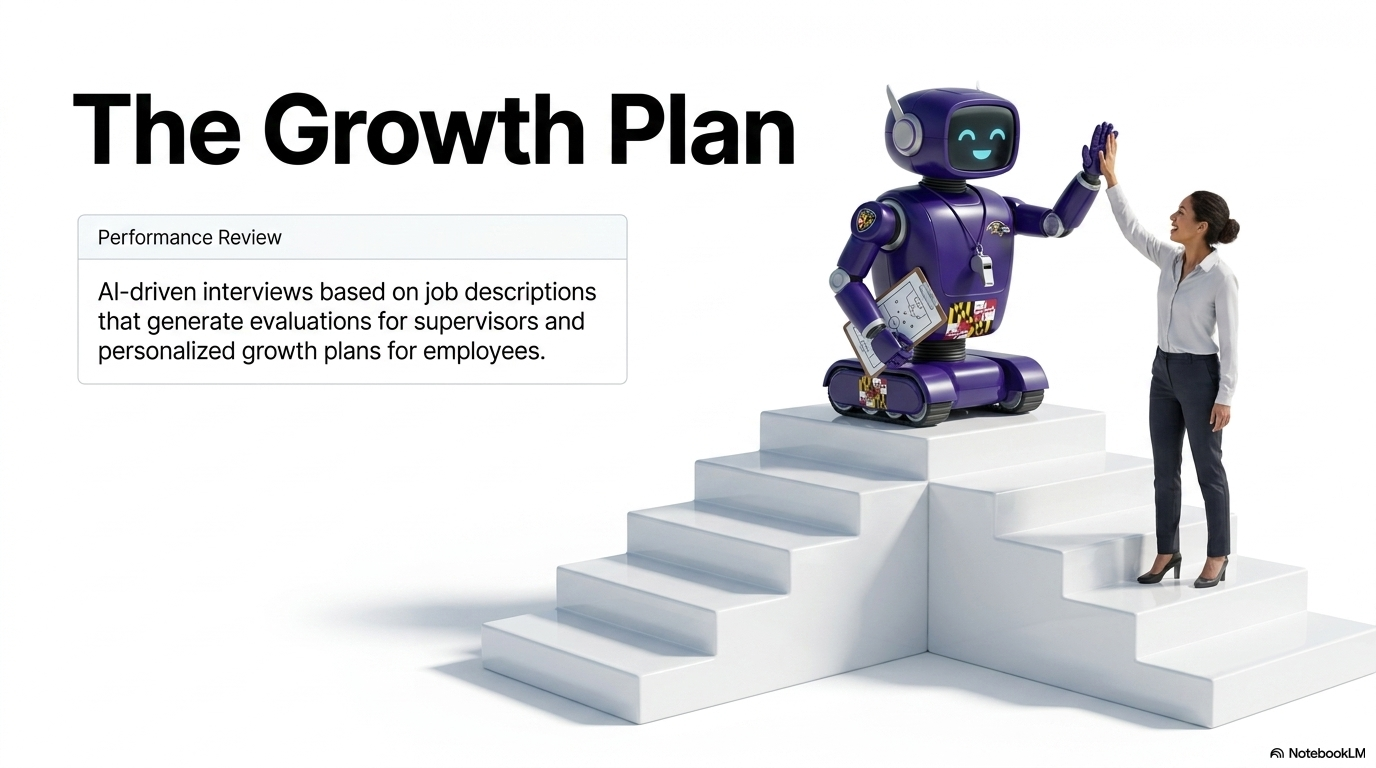 The Growth Plan
Performance Review
AI-driven interviews based on job descriptions
that generate evaluations for supervisors and
personalized growth plans for employees.
NotebookLM